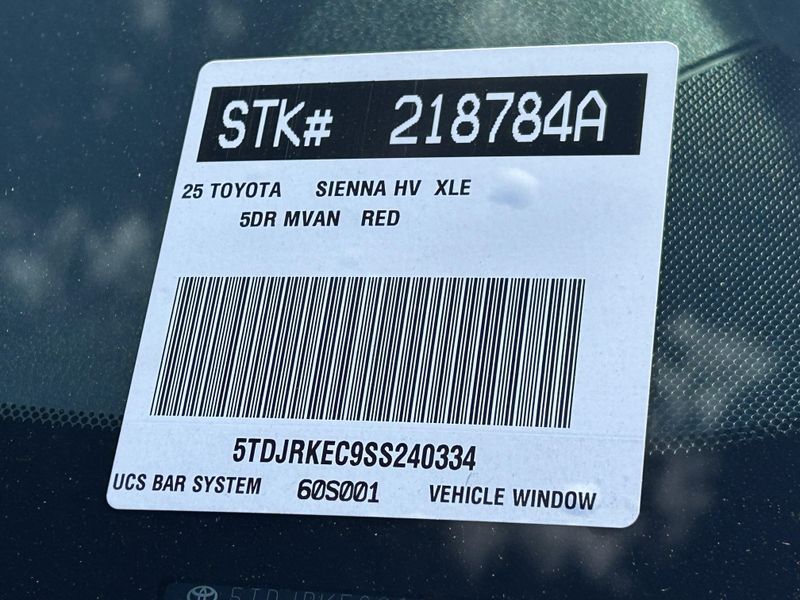 STK# 218784A
25 TOYOTA SIENNA HV XLE
5DR MVAN RED
5TDJRKEC9SS240334
UCS BAR SYSTEM 60S001 VEHICLE WINDOW